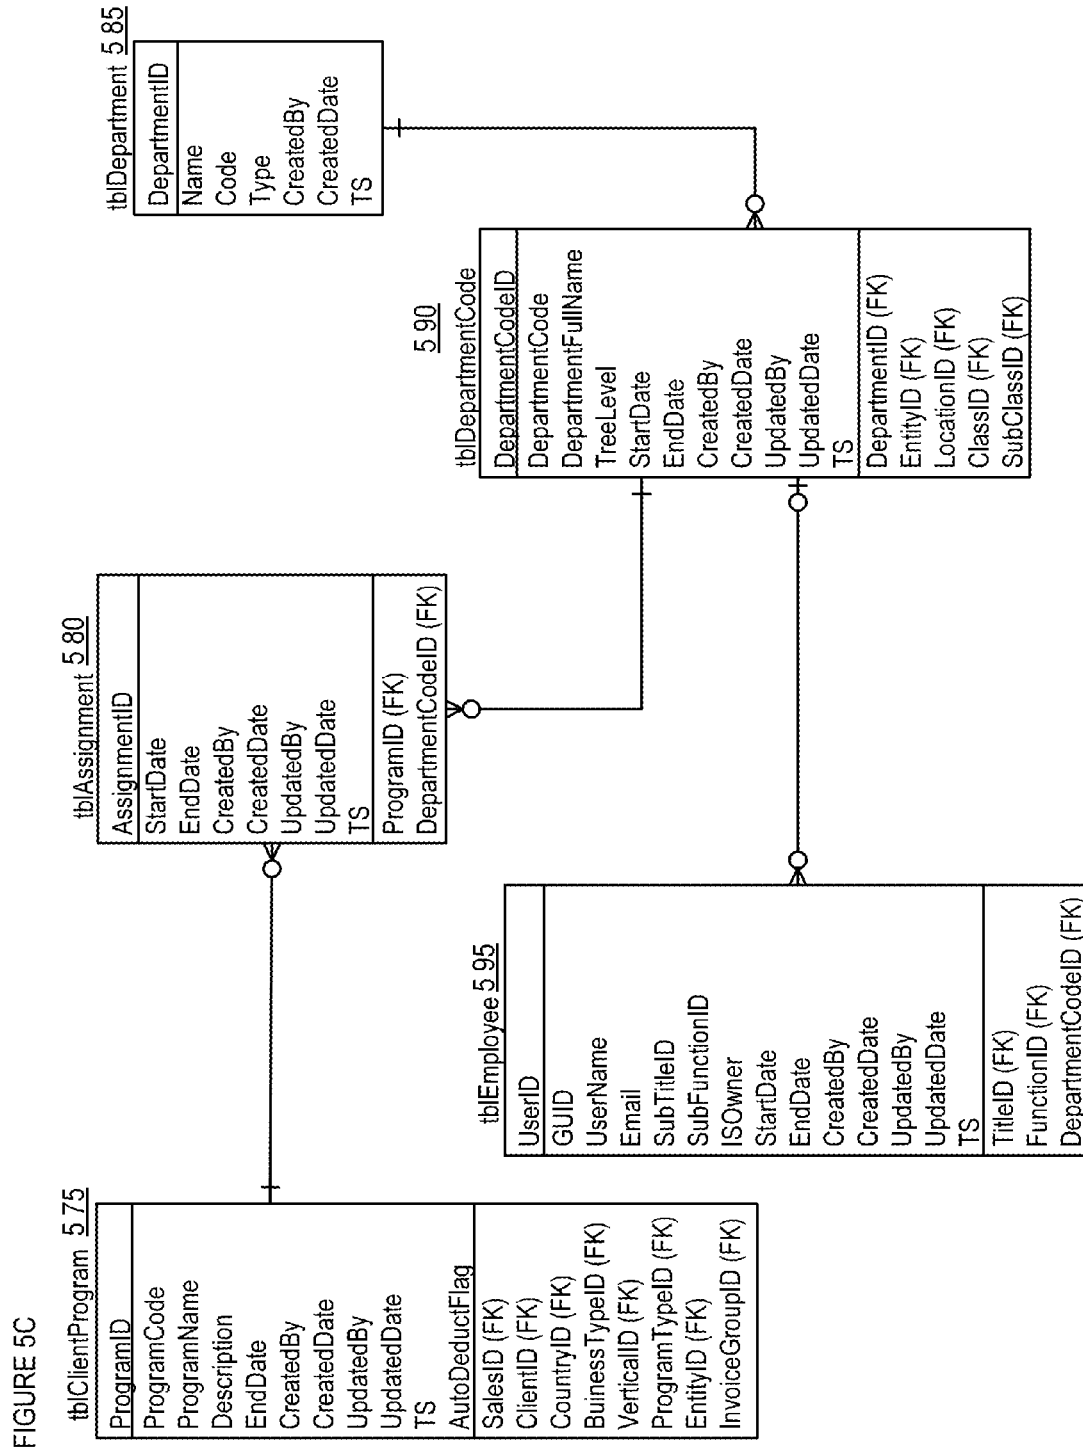 FIGURE 5C
tblClientProgram 5 75
ProgramID
ProgramCode
ProgramName
Description
EndDate
CreatedBy
CreatedDate
UpdatedBy
UpdatedDate
TS
AutoDeductFlag
SalesID (FK)
ClientID (FK)
CountryID (FK)
BuinessTypeID (FK)
VerticalID (FK)
ProgramTypeID (FK)
EntityID (FK)
InvoiceGroupID (FK)
tblAssignment 5 80
AssignmentID
StartDate
EndDate
CreatedBy
CreatedDate
UpdatedBy
UpdatedDate
TS
ProgramID (FK)
DepartmentCodeID (FK)
tblDepartment 5 85
DepartmentID
Name
Code
Type
CreatedBy
CreatedDate
TS
tblEmployee 5 95
UserID
GUID
UserName
Email
SubTitleID
SubFunctionID
ISOwner
StartDate
EndDate
CreatedBy
CreatedDate
UpdatedBy
UpdatedDate
TS
TitleID (FK)
FunctionID (FK)
DepartmentCodeID (FK)
5 90
tblDepartmentCode
DepartmentCodeID
DepartmentCode
DepartmentFullName
TreeLevel
StartDate
EndDate
CreatedBy
CreatedDate
UpdatedBy
UpdatedDate
TS
DepartmentID (FK)
EntityID (FK)
LocationID (FK)
ClassID (FK)
SubClassID (FK)